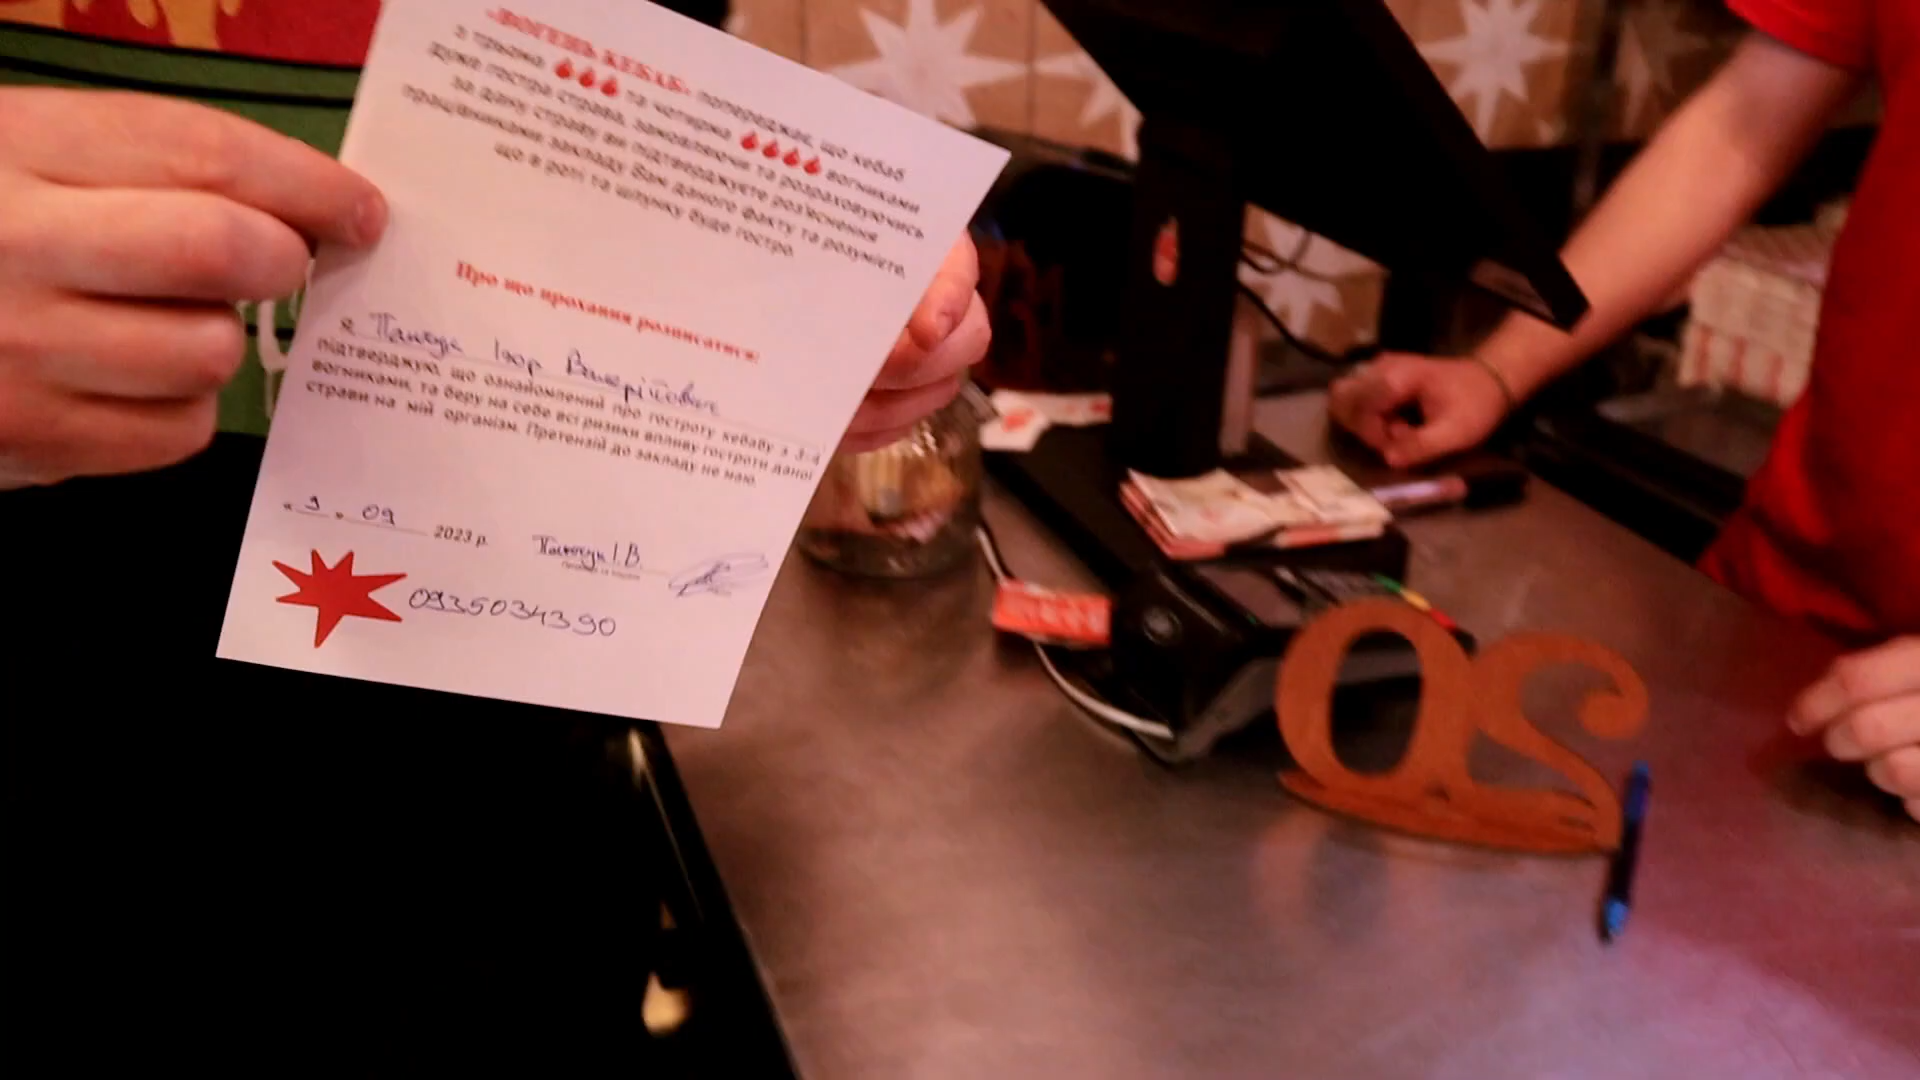 «ВОГЕНЬ КЕБАБ» попереджає, що кебаб
з трьома та чотирма вогниками
дуже гостра страва, замовляючи та розраховуючись
за дану страву ви підтверджуєте роз'яснення
працівниками закладу Вам даного факту та розумієте,
що в роті та шлунку буде гостро.
Про що прохання розписатись:
я Ігор Валерійович
підтверджую, що ознайомлений про гостроту кебабу з 3-4
вогниками, та беру на себе всі ризики впливу гостроти даної
страви на мій організм. Претензій до закладу не маю.
« 3 » 09 2023 р. І.В.
0935034390
20